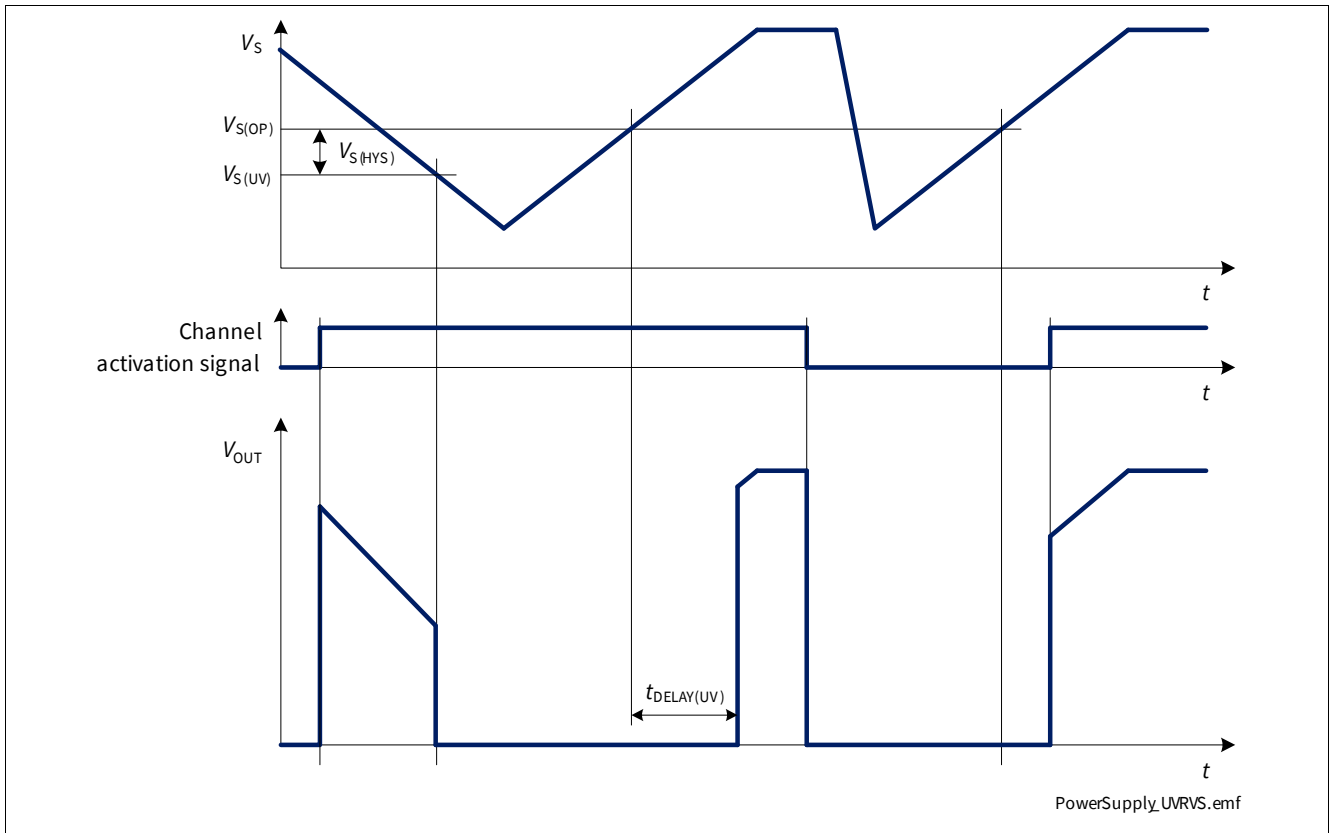 VS
VS(OP)
VS(HYS)
VS(UV)
t
Channel
activation signal
t
VOUT
tDELAY(UV)
t
PowerSupply_UVRVS.emf